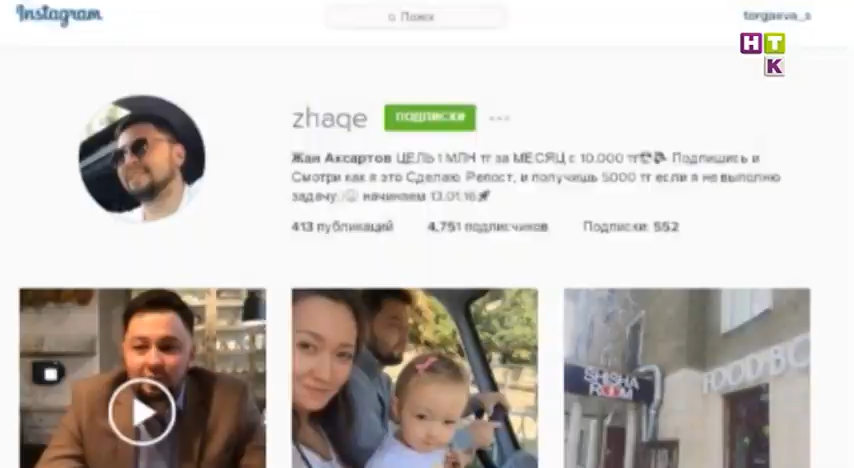 Instagram
Поиск
torgaeva_s
НТК
zhaqe
ПОДПИСКИ
Жан Аксартов ЦЕЛЬ 1 МЛН тг за МЕСЯЦ с 10.000 тг Подпишись и
Смотри как я это Сделаю Репост, и получишь 5000 тг если я не выполню
задачу. начинаем 13.01.16
413 публикаций 4,751 подписчиков Подписки: 552
SHISHA
ROOM
FOOD BO